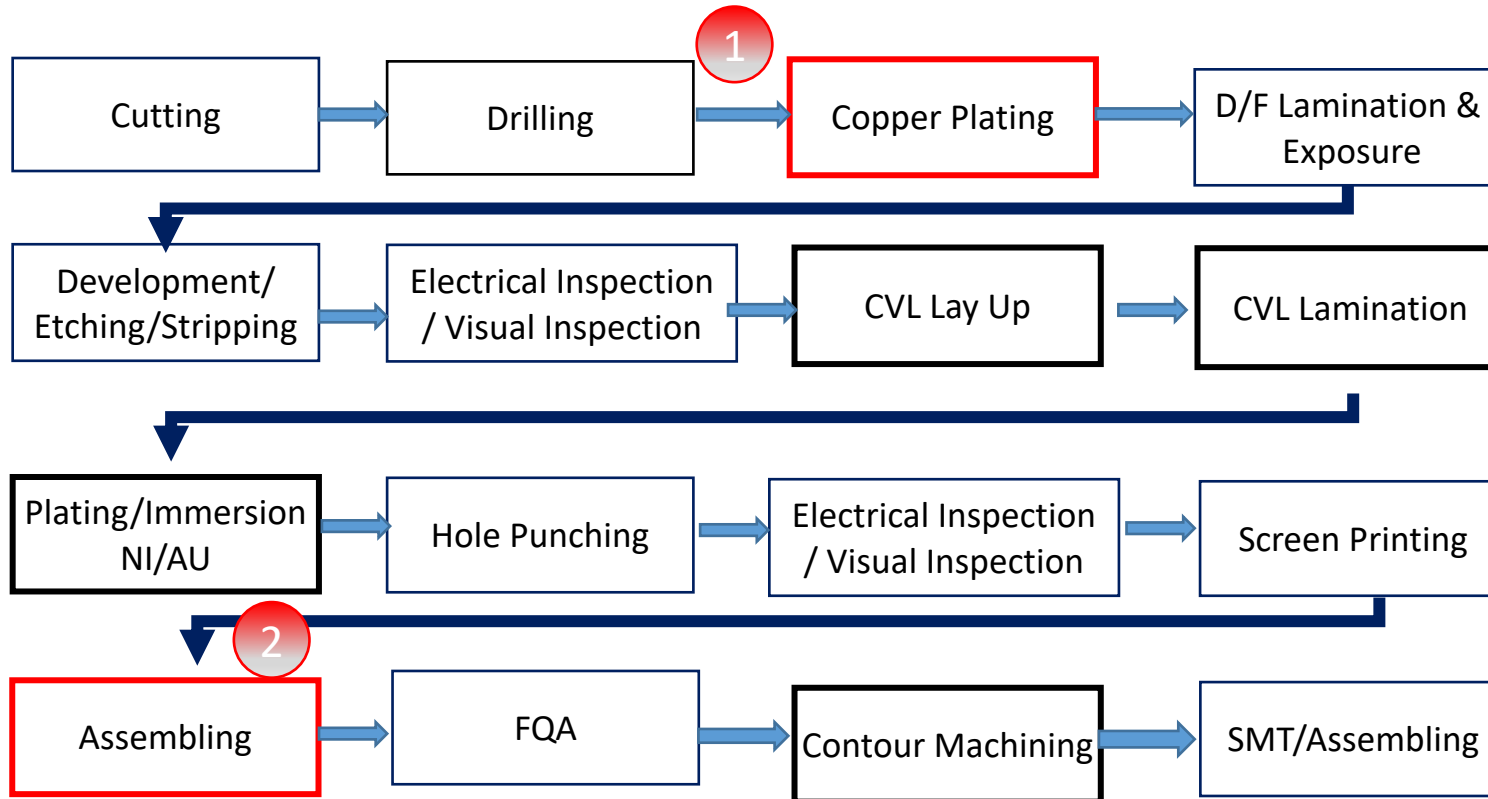 1
Cutting
Drilling
Copper Plating
D/F Lamination &
Exposure
Development/
Etching/Stripping
Electrical Inspection
/ Visual Inspection
CVL Lay Up
CVL Lamination
Plating/Immersion
NI/AU
Hole Punching
Electrical Inspection
/ Visual Inspection
Screen Printing
2
Assembling
FQA
Contour Machining
SMT/Assembling